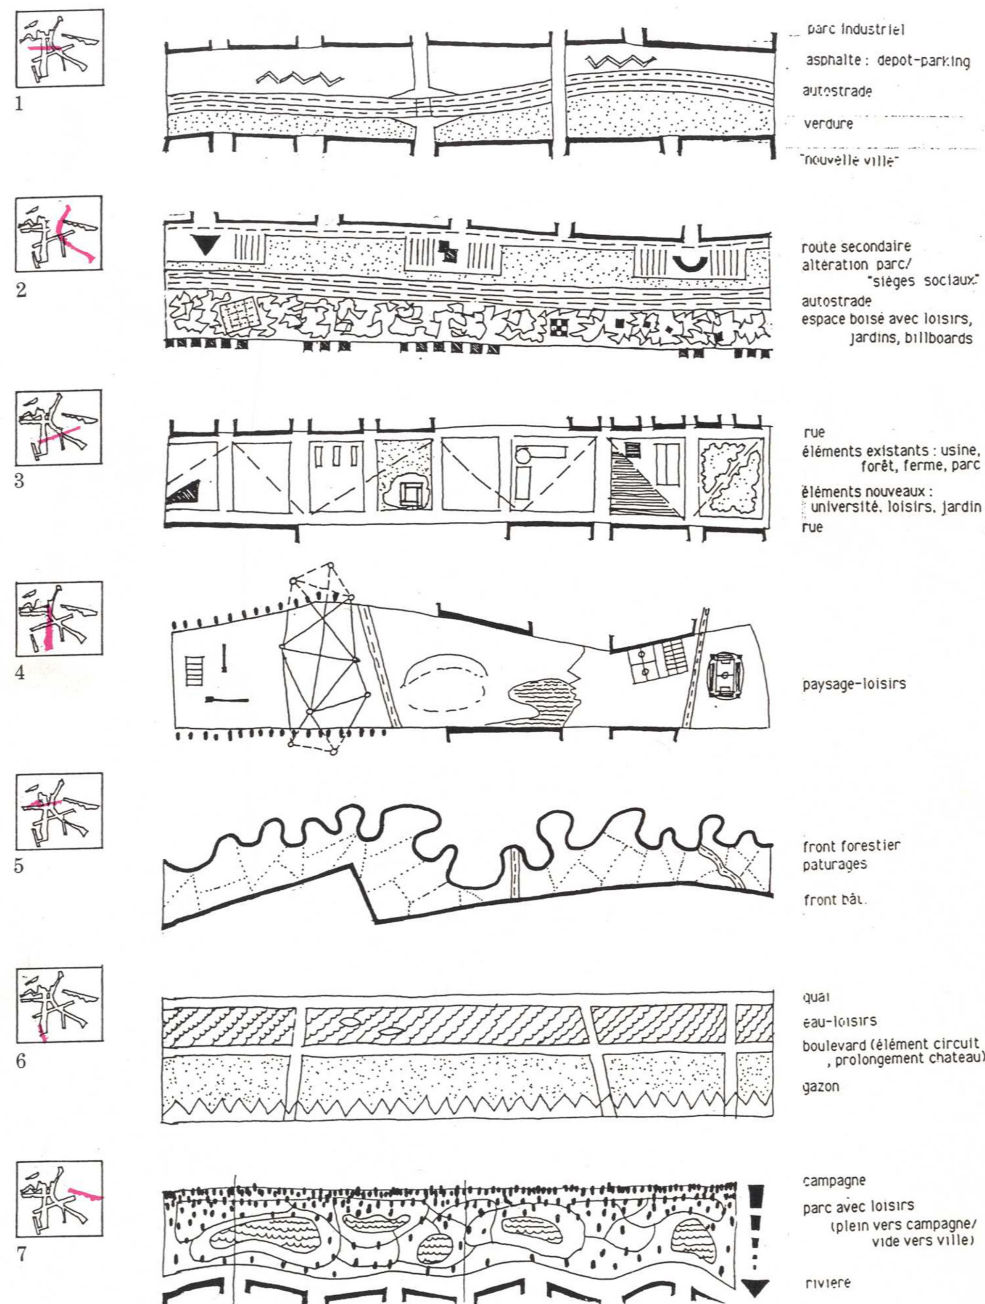 1
parc industriel
asphalte : depot-parking
autostrade
verdure
"nouvelle ville"
2
route secondaire
altération parc/
"sièges sociaux"
autostrade
espace boisé avec loisirs,
jardins, billboards
3
rue
éléments existants : usine,
forêt, ferme, parc
éléments nouveaux :
université, loisirs, jardin
rue
4
paysage-loisirs
5
front forestier
paturages
front bâti
6
quai
eau-loisirs
boulevard (élément circuit
, prolongement chateau)
gazon
7
campagne
parc avec loisirs
(plein vers campagne/
vide vers ville)
riviere